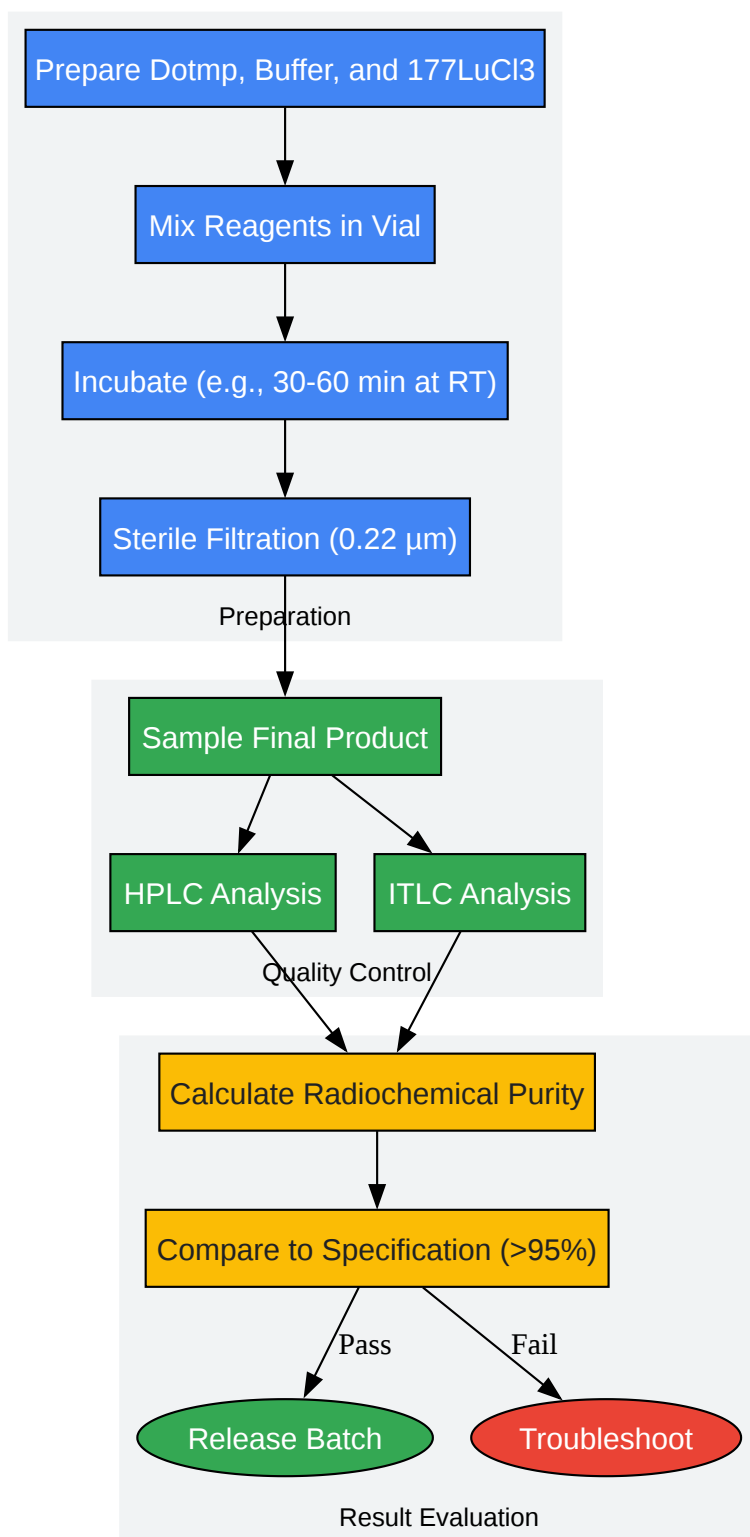 Prepare Dotmp, Buffer, and 177LuCl3
Mix Reagents in Vial
Incubate (e.g., 30-60 min at RT)
Sterile Filtration (0.22 µm)
Preparation
Sample Final Product
HPLC Analysis
ITLC Analysis
Quality Control
Calculate Radiochemical Purity
Compare to Specification (>95%)
Pass
Fail
Release Batch
Troubleshoot
Result Evaluation